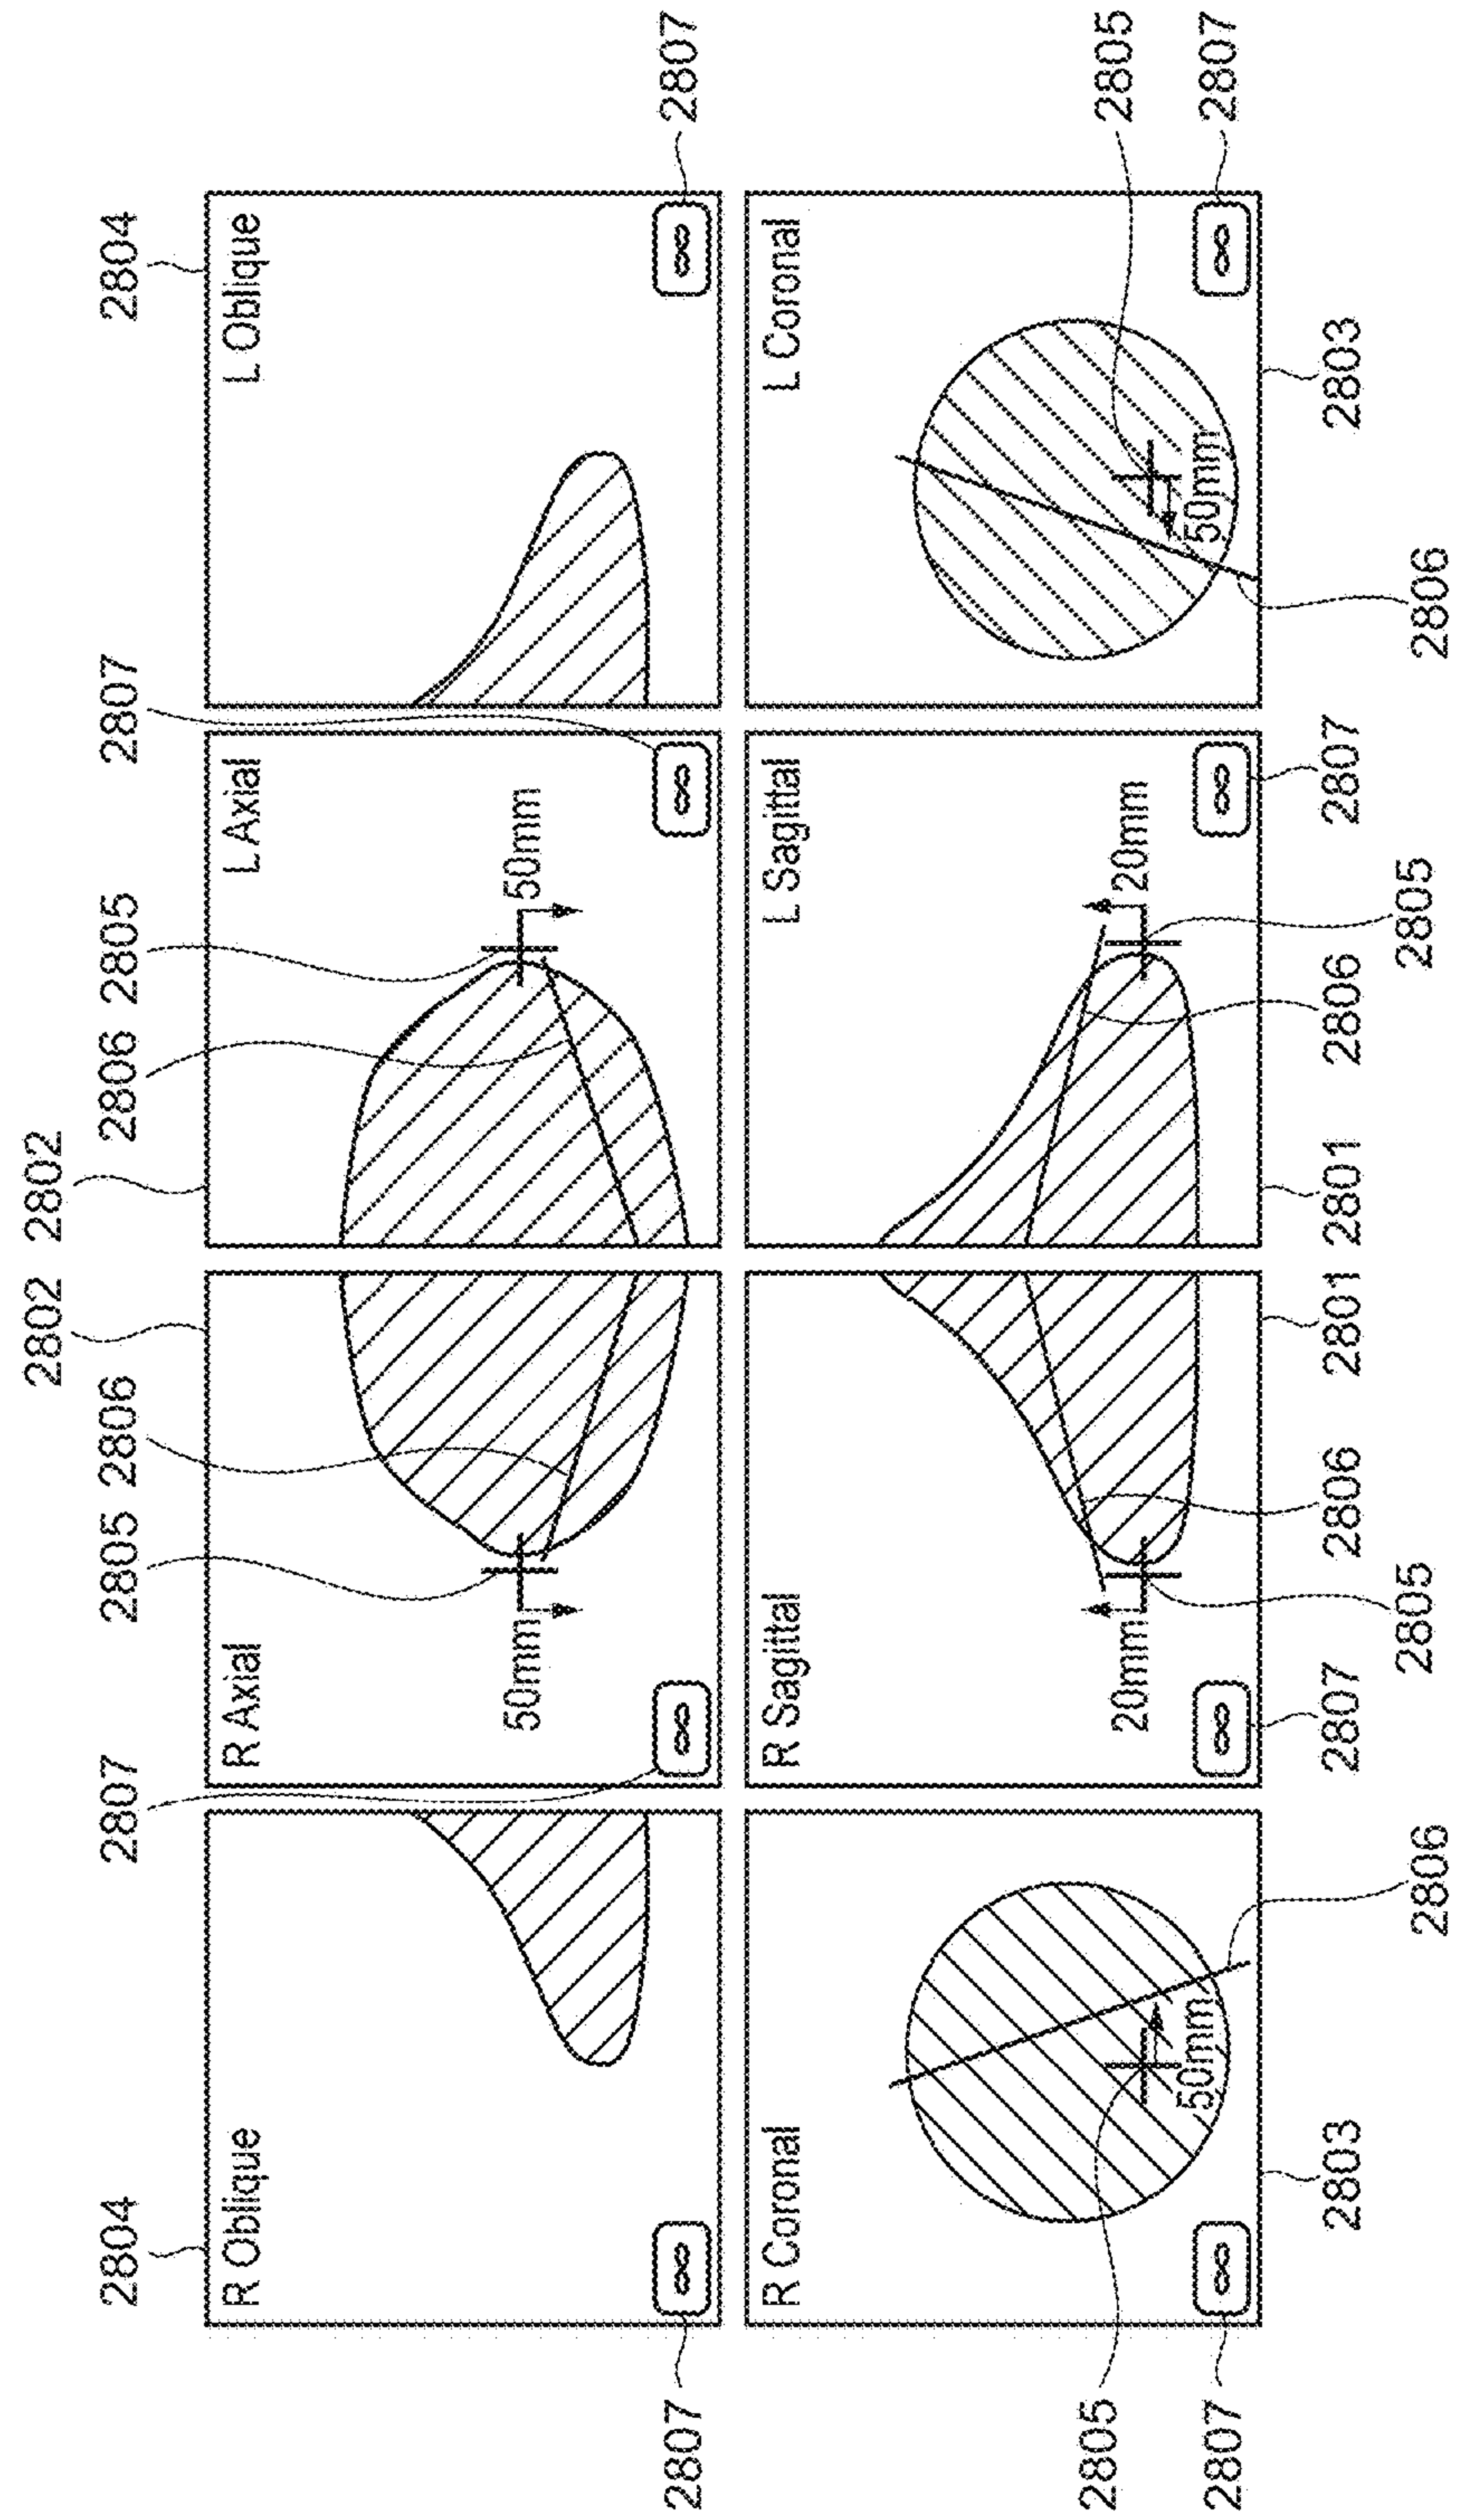 2802 2802
2804 2807 2805 2806 2806 2805 2807 2804
R Oblique R Axial L Axial L Oblique
50mm 50mm
2807 2807
R Coronal R Sagittal L Sagittal L Coronal
2805 20mm 20mm 2805
50mm 50mm
2807 2807
2803 2807 2806 2801 2801 2806 2807 2803
2806 2805 2805 2806